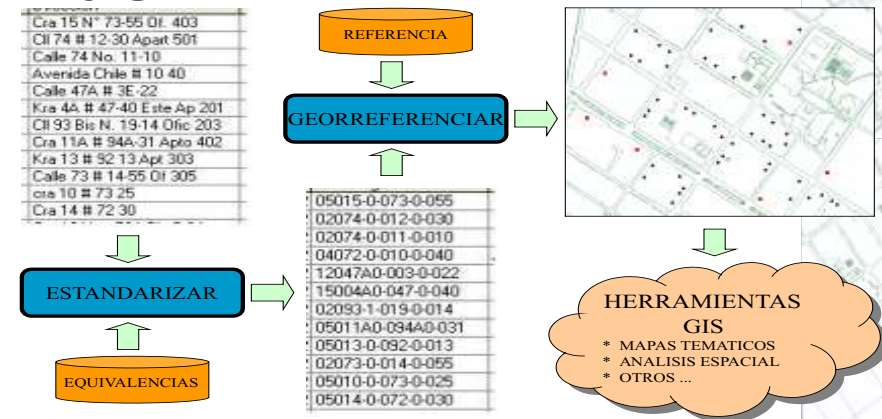 Cra 15 N° 73-55 Of. 403
Cll 74 # 12-30 Apart 501
Calle 74 No. 11-10
Avenida Chile # 10 40
Calle 47A # 3E-22
Kra 4A # 47-40 Este Ap 201
Cll 93 Bis N. 19-14 Ofic 203
Cra 11A # 94A-31 Apto 402
Kra 13 # 92 13 Apt 303
Calle 73 # 14-55 Of 305
cra 10 # 73 25
Cra 14 # 72 30
ESTANDARIZAR
EQUIVALENCIAS
REFERENCIA
GEORREFERENCIAR
05015-0-073-0-055
02074-0-012-0-030
02074-0-011-0-010
04072-0-010-0-040
12047A0-003-0-022
15004A0-047-0-040
02093-1-019-0-014
05011A0-094A0-031
05013-0-092-0-013
02073-0-014-0-055
05010-0-073-0-025
05014-0-072-0-030
HERRAMIENTAS
GIS
* MAPAS TEMATICOS
* ANALISIS ESPACIAL
* OTROS ...